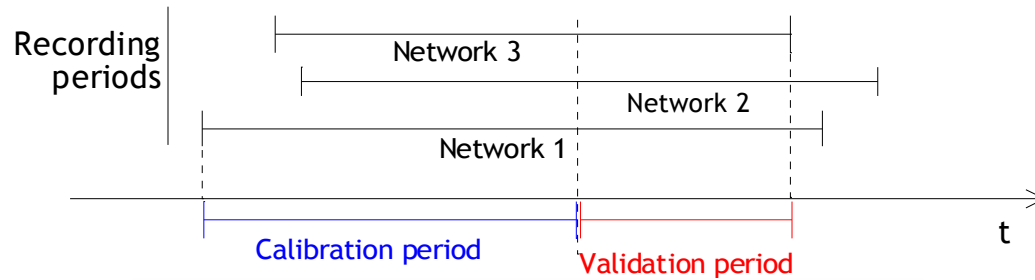 Recording
periods
Network 3
Network 2
Network 1
t
Calibration period
Validation period